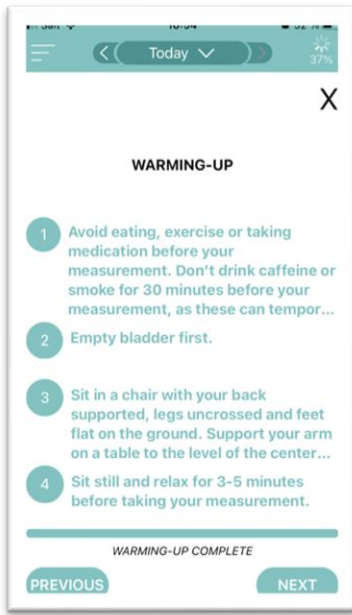 Today
37%
X
WARMING-UP
1
Avoid eating, exercise or taking
medication before your
measurement. Don't drink caffeine or
smoke for 30 minutes before your
measurement, as these can tempor...
2
Empty bladder first.
3
Sit in a chair with your back
supported, legs uncrossed and feet
flat on the ground. Support your arm
on a table to the level of the center...
4
Sit still and relax for 3-5 minutes
before taking your measurement.
WARMING-UP COMPLETE
PREVIOUS
NEXT